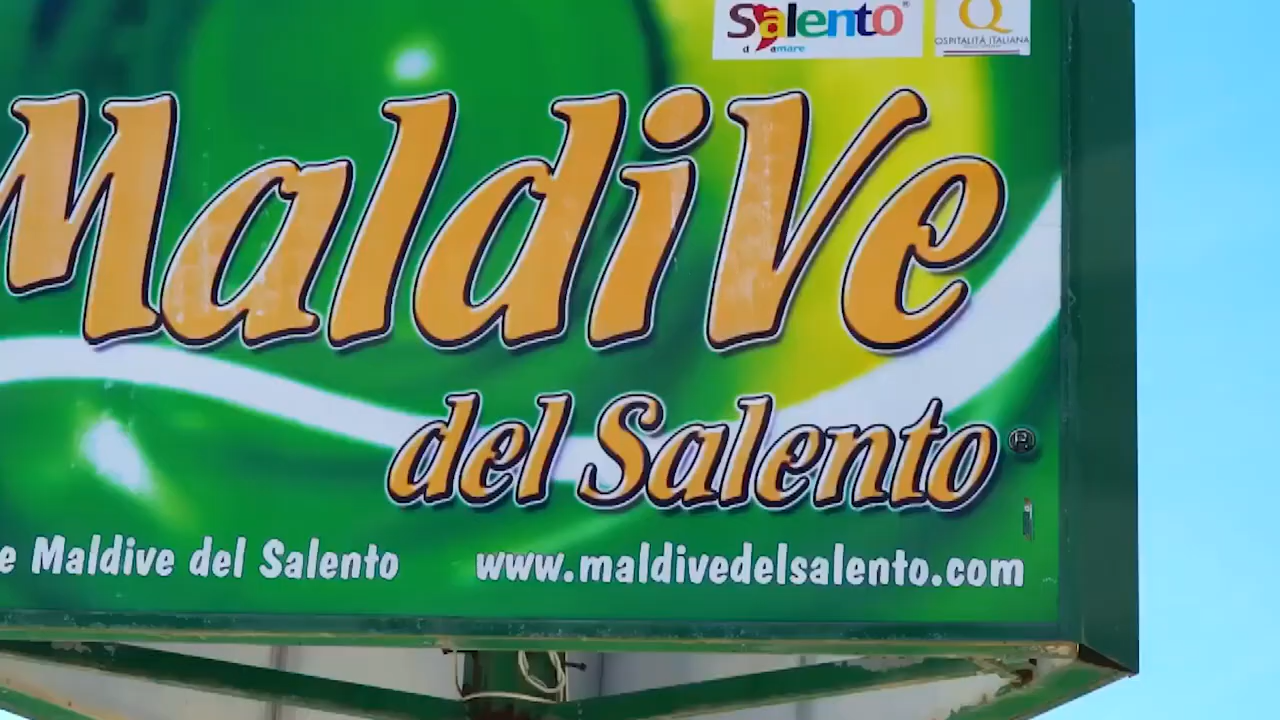 Salento®
d'amare
Q
OSPITALITÀ ITALIANA
MaldiVe
del Salento®
e Maldive del Salento
www.maldivedelsalento.com